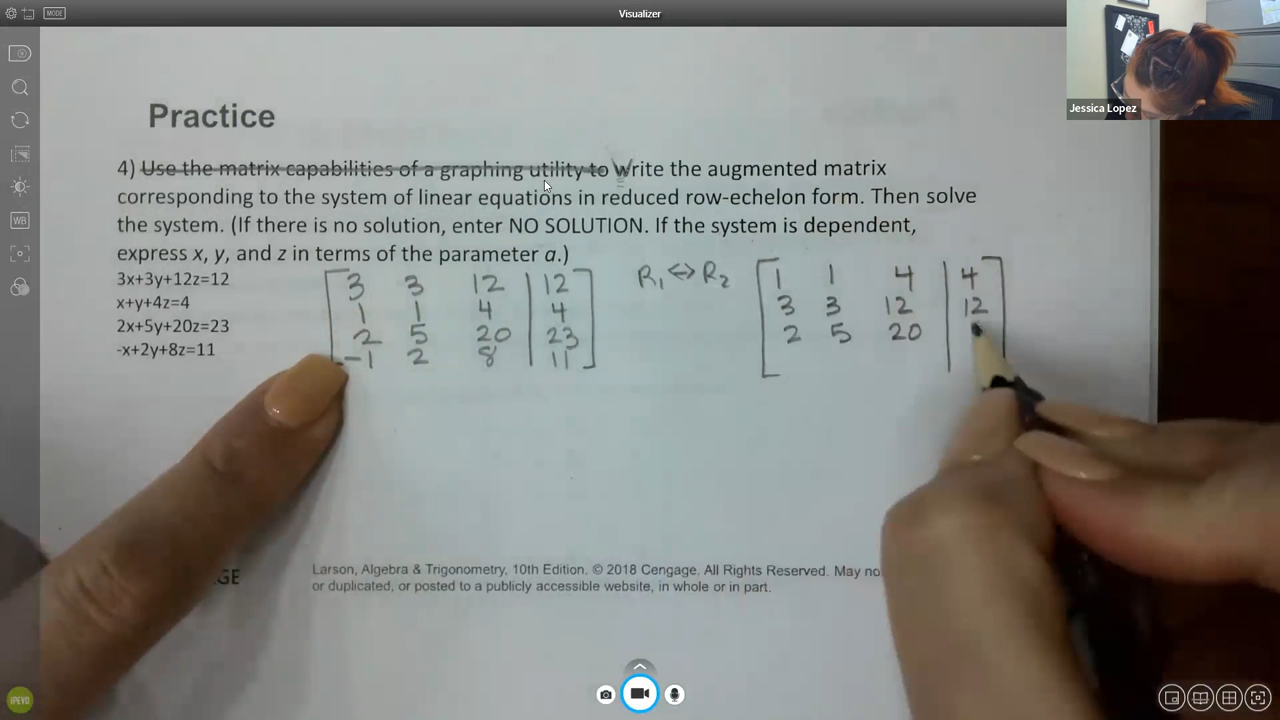 MODE
Visualizer
Jessica Lopez
WB
Practice
4) Use the matrix capabilities of a graphing utility to Write the augmented matrix
corresponding to the system of linear equations in reduced row-echelon form. Then solve
the system. (If there is no solution, enter NO SOLUTION. If the system is dependent,
express x, y, and z in terms of the parameter a.)
3x+3y+12z=12
x+y+4z=4
2x+5y+20z=23
-x+2y+8z=11
3 3 12 | 12
1 1 4 | 4
2 5 20 | 23
-1 2 8 | 11
R1 <-> R2
1 1 4 | 4
3 3 12 | 12
2 5 20 |
GE
Larson, Algebra & Trigonometry, 10th Edition. © 2018 Cengage. All Rights Reserved. May no
or duplicated, or posted to a publicly accessible website, in whole or in part.
IPEVO